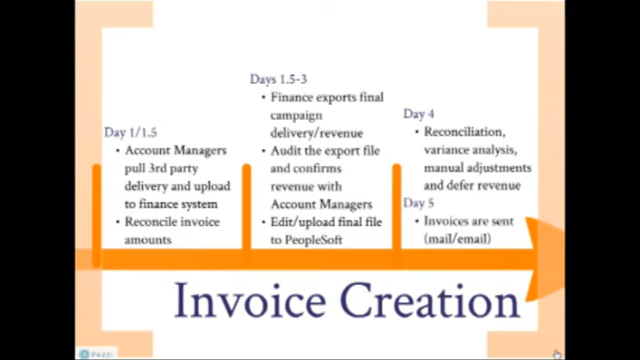 Day 1/1.5
• Account Managers
pull 3rd party
delivery and upload
to finance system
• Reconcile invoice
amounts
Days 1.5-3
• Finance exports final
campaign
delivery/revenue
• Audit the export file
and confirms
revenue with
Account Managers
• Edit/upload final file
to PeopleSoft
Day 4
• Reconciliation,
variance analysis,
manual adjustments
and defer revenue
Day 5
• Invoices are sent
(mail/email)
Invoice Creation